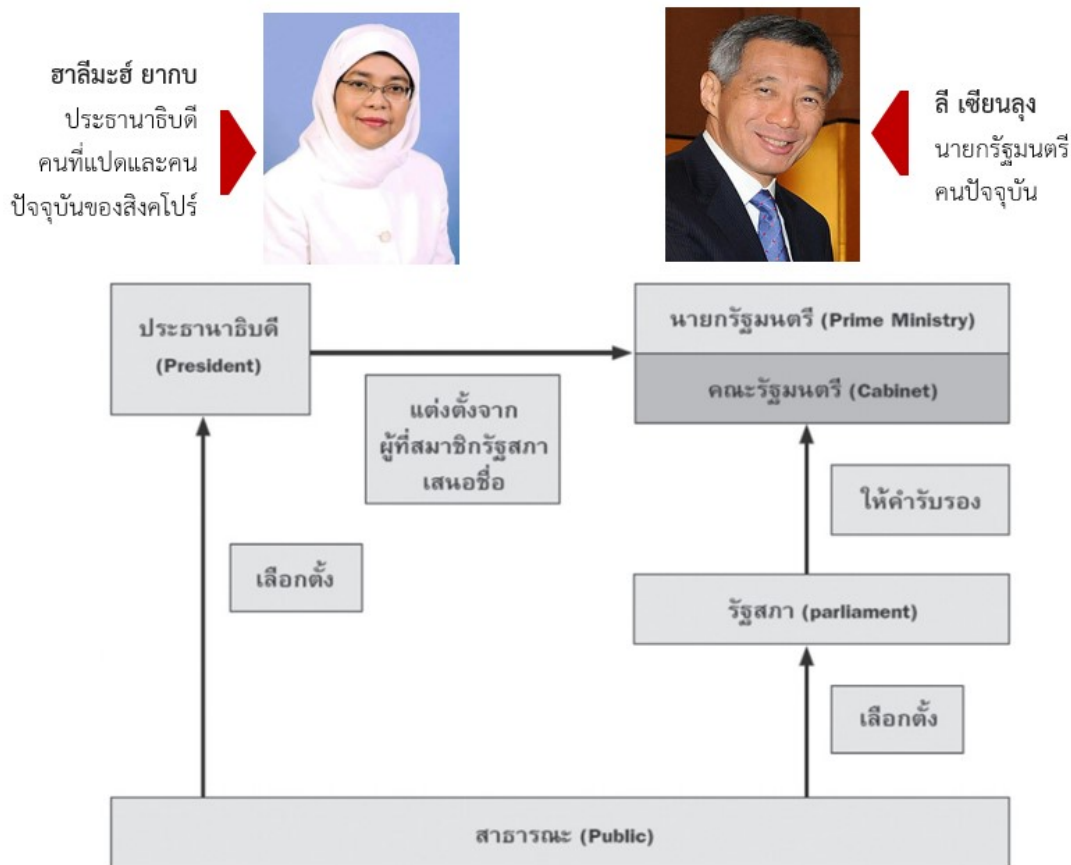 ฮาลีมะฮ์ ยากบ
ประธานาธิบดี
คนที่แปดและคน
ปัจจุบันของสิงคโปร์
ลี เซียนลุง
นายกรัฐมนตรี
คนปัจจุบัน
ประธานาธิบดี
(President)
นายกรัฐมนตรี (Prime Ministry)
คณะรัฐมนตรี (Cabinet)
แต่งตั้งจาก
ผู้ที่สมาชิกรัฐสภา
เสนอชื่อ
ให้คำรับรอง
เลือกตั้ง
รัฐสภา (parliament)
เลือกตั้ง
สาธารณะ (Public)